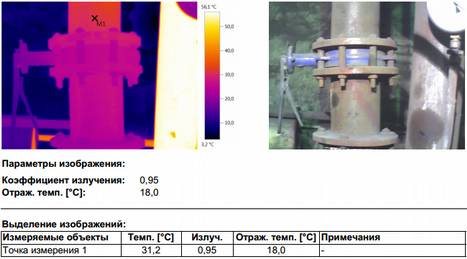 56,1 °C
M1
50,0
40,0
30,0
20,0
10,0
3,2 °C
Параметры изображения:
Коэффициент излучения: 0,95
Отраж. темп. [°C]: 18,0
Выделение изображений:
Измеряемые объекты Темп. [°C] Излуч. Отраж. темп. [°C] Примечания
Точка измерения 1 31,2 0,95 18,0 -